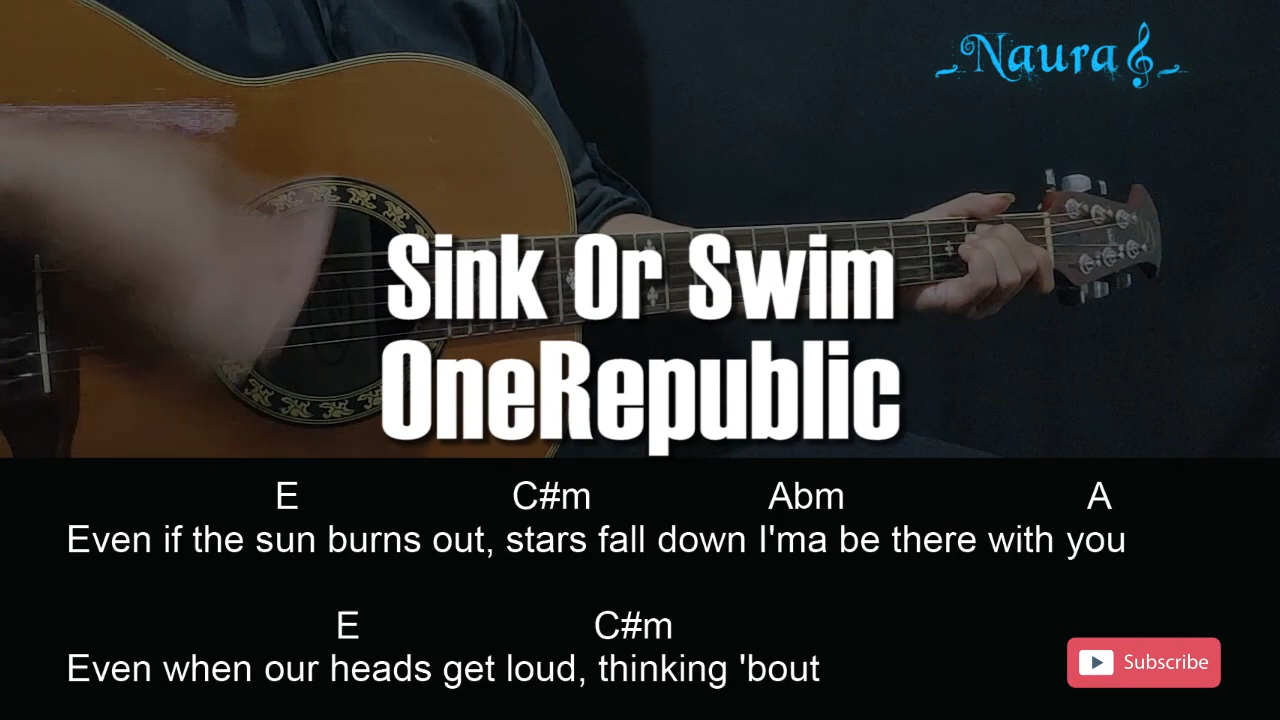 Naura
Sink Or Swim
OneRepublic
E C#m Abm A
Even if the sun burns out, stars fall down I'ma be there with you
E C#m
Even when our heads get loud, thinking 'bout
Subscribe